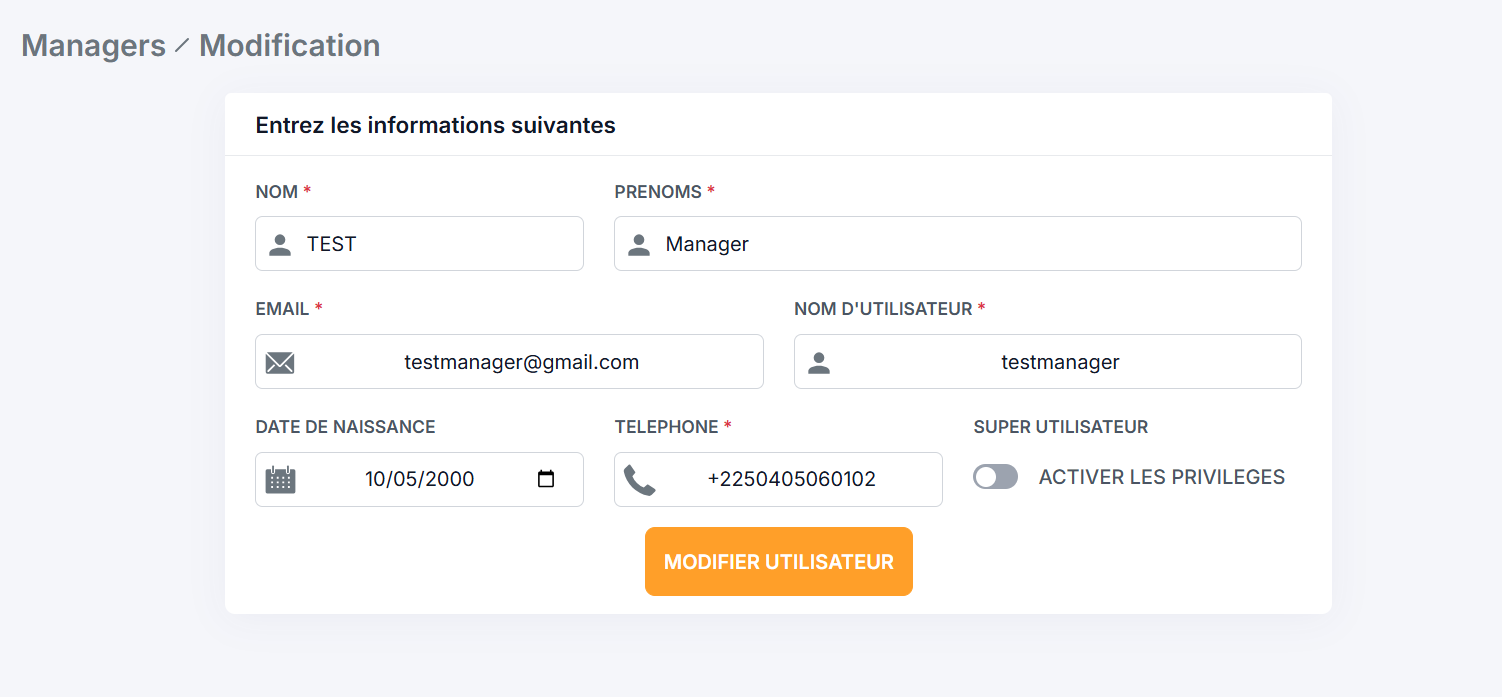 Managers / Modification
Entrez les informations suivantes
NOM * PRENOMS *
TEST Manager
EMAIL * NOM D'UTILISATEUR *
testmanager@gmail.com testmanager
DATE DE NAISSANCE TELEPHONE * SUPER UTILISATEUR
10/05/2000 +2250405060102 ACTIVER LES PRIVILEGES
MODIFIER UTILISATEUR